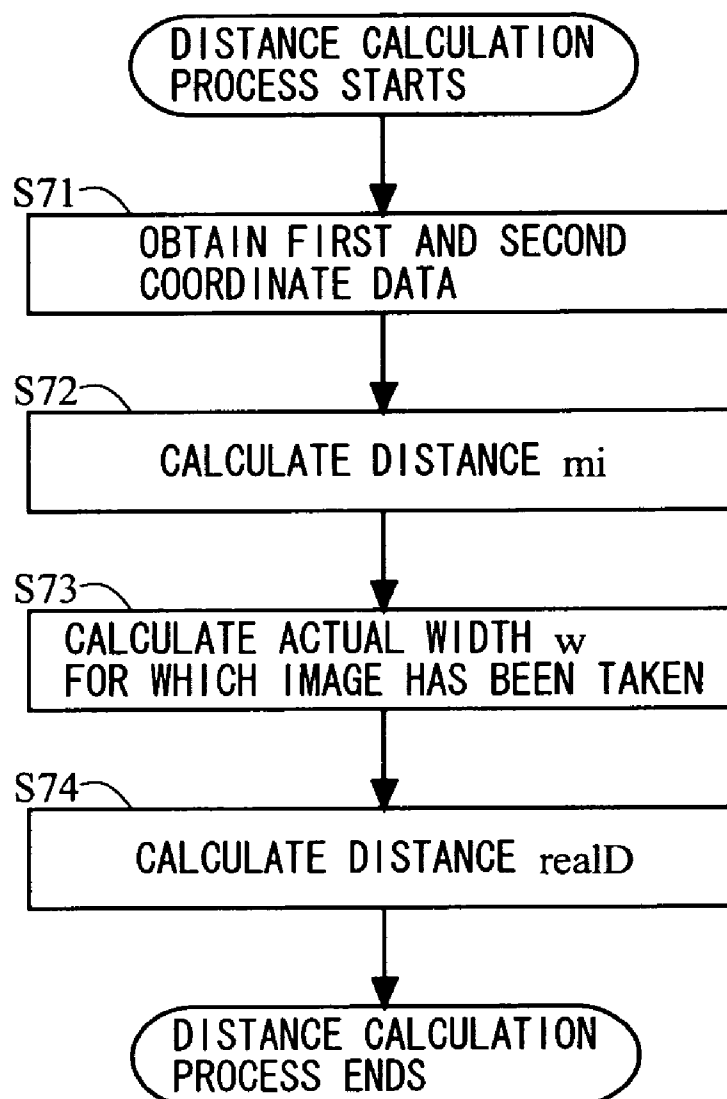 DISTANCE CALCULATION
PROCESS STARTS
S71
OBTAIN FIRST AND SECOND
COORDINATE DATA
S72
CALCULATE DISTANCE mi
S73
CALCULATE ACTUAL WIDTH w
FOR WHICH IMAGE HAS BEEN TAKEN
S74
CALCULATE DISTANCE realD
DISTANCE CALCULATION
PROCESS ENDS